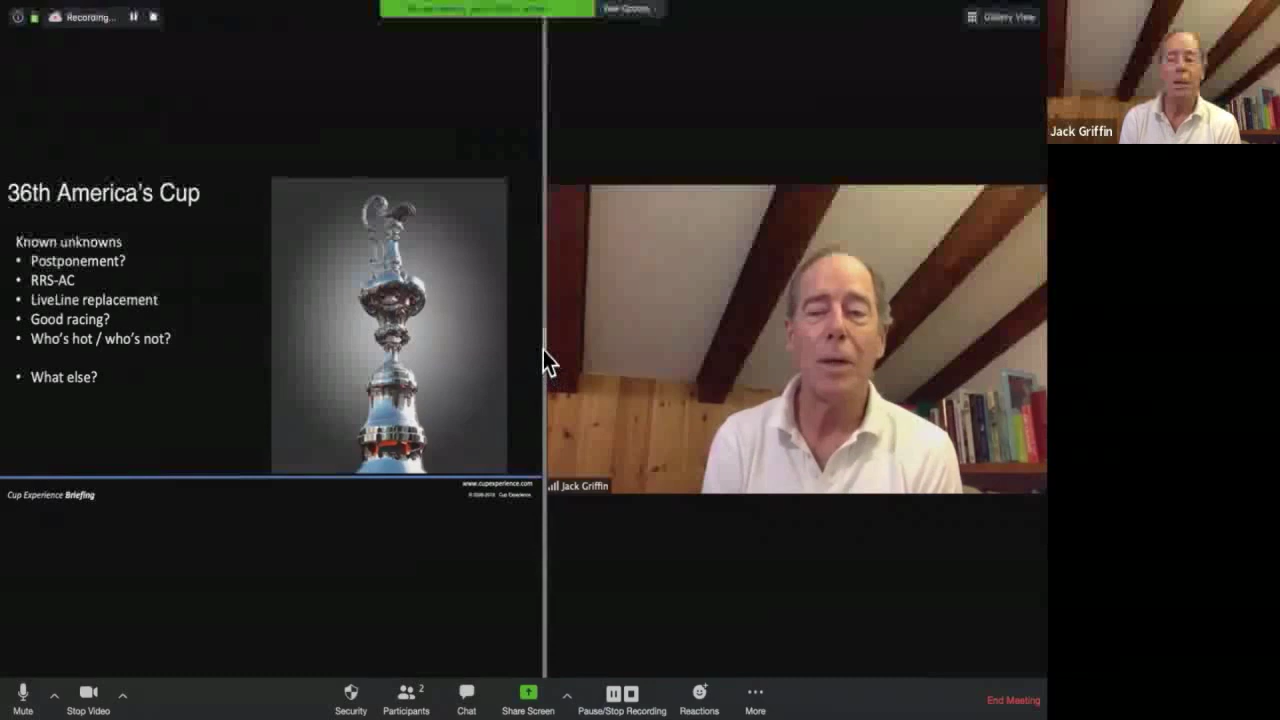 Recording...
Gallery View
Jack Griffin
36th America's Cup
Known unknowns
• Postponement?
• RRS-AC
• LiveLine replacement
• Good racing?
• Who's hot / who's not?
• What else?
www.cupexperience.com
Cup Experience Briefing
Cup Experience.
Jack Griffin
Mute
Stop Video
Security
Participants
2
Chat
Share Screen
Pause/Stop Recording
Reactions
More
End Meeting